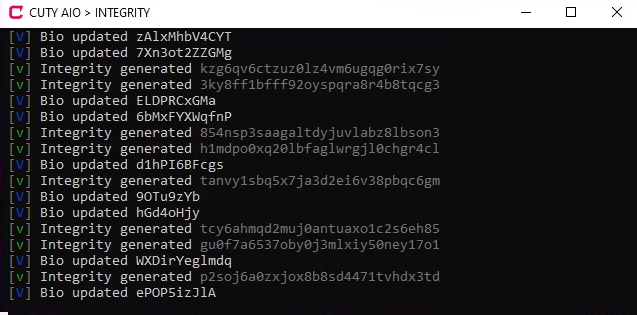 CUTY AIO > INTEGRITY
[V] Bio updated zAlxMhbV4CYT
[V] Bio updated 7Xn3ot2ZZGMg
[v] Integrity generated kzg6qv6ctzuz0lz4vm6ugqg0rix7sy
[v] Integrity generated 3ky8ff1bfff92oyspqra8r4b8tqcg3
[V] Bio updated ELDPRCxGMa
[V] Bio updated 6bMxFYXWqfnP
[v] Integrity generated 854nsp3saagaltdyjuvlabz8lbson3
[v] Integrity generated h1mdpo0xq20lbfaglwrgjl0chgr4cl
[V] Bio updated d1hPI6BFcgs
[v] Integrity generated tanvy1sbq5x7ja3d2ei6v38pbqc6gm
[V] Bio updated 9OTu9zYb
[V] Bio updated hGd4oHjy
[v] Integrity generated tcy6ahmqd2muj0antuaxo1c2s6eh85
[v] Integrity generated gu0f7a6537oby0j3mlxiy50ney17o1
[V] Bio updated WXDirYeglmdq
[v] Integrity generated p2soj6a0zxjox8b8sd4471tvhdx3td
[V] Bio updated ePOP5izJlA